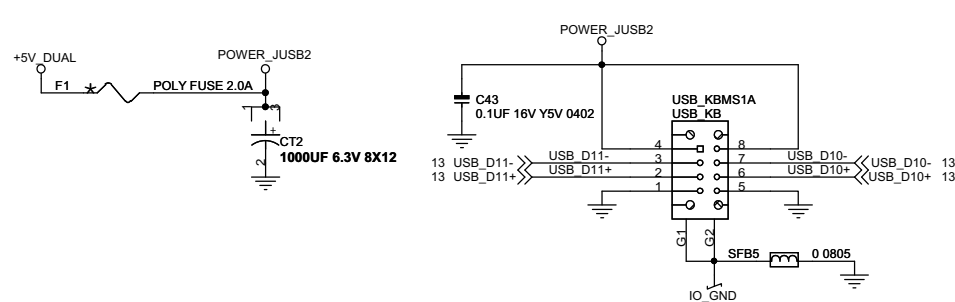 +5V_DUAL
F1
*
POLY FUSE 2.0A
POWER_JUSB2
1
3
+
CT2
1000UF 6.3V 8X12
2
POWER_JUSB2
C43
0.1UF 16V Y5V 0402
USB_KBMS1A
USB_KB
4
8
13 USB_D11-
USB_D11-
3
7
USB_D10-
USB_D10- 13
13 USB_D11+
USB_D11+
2
6
USB_D10+
USB_D10+ 13
1
5
G1
G2
SFB5
0 0805
IO_GND